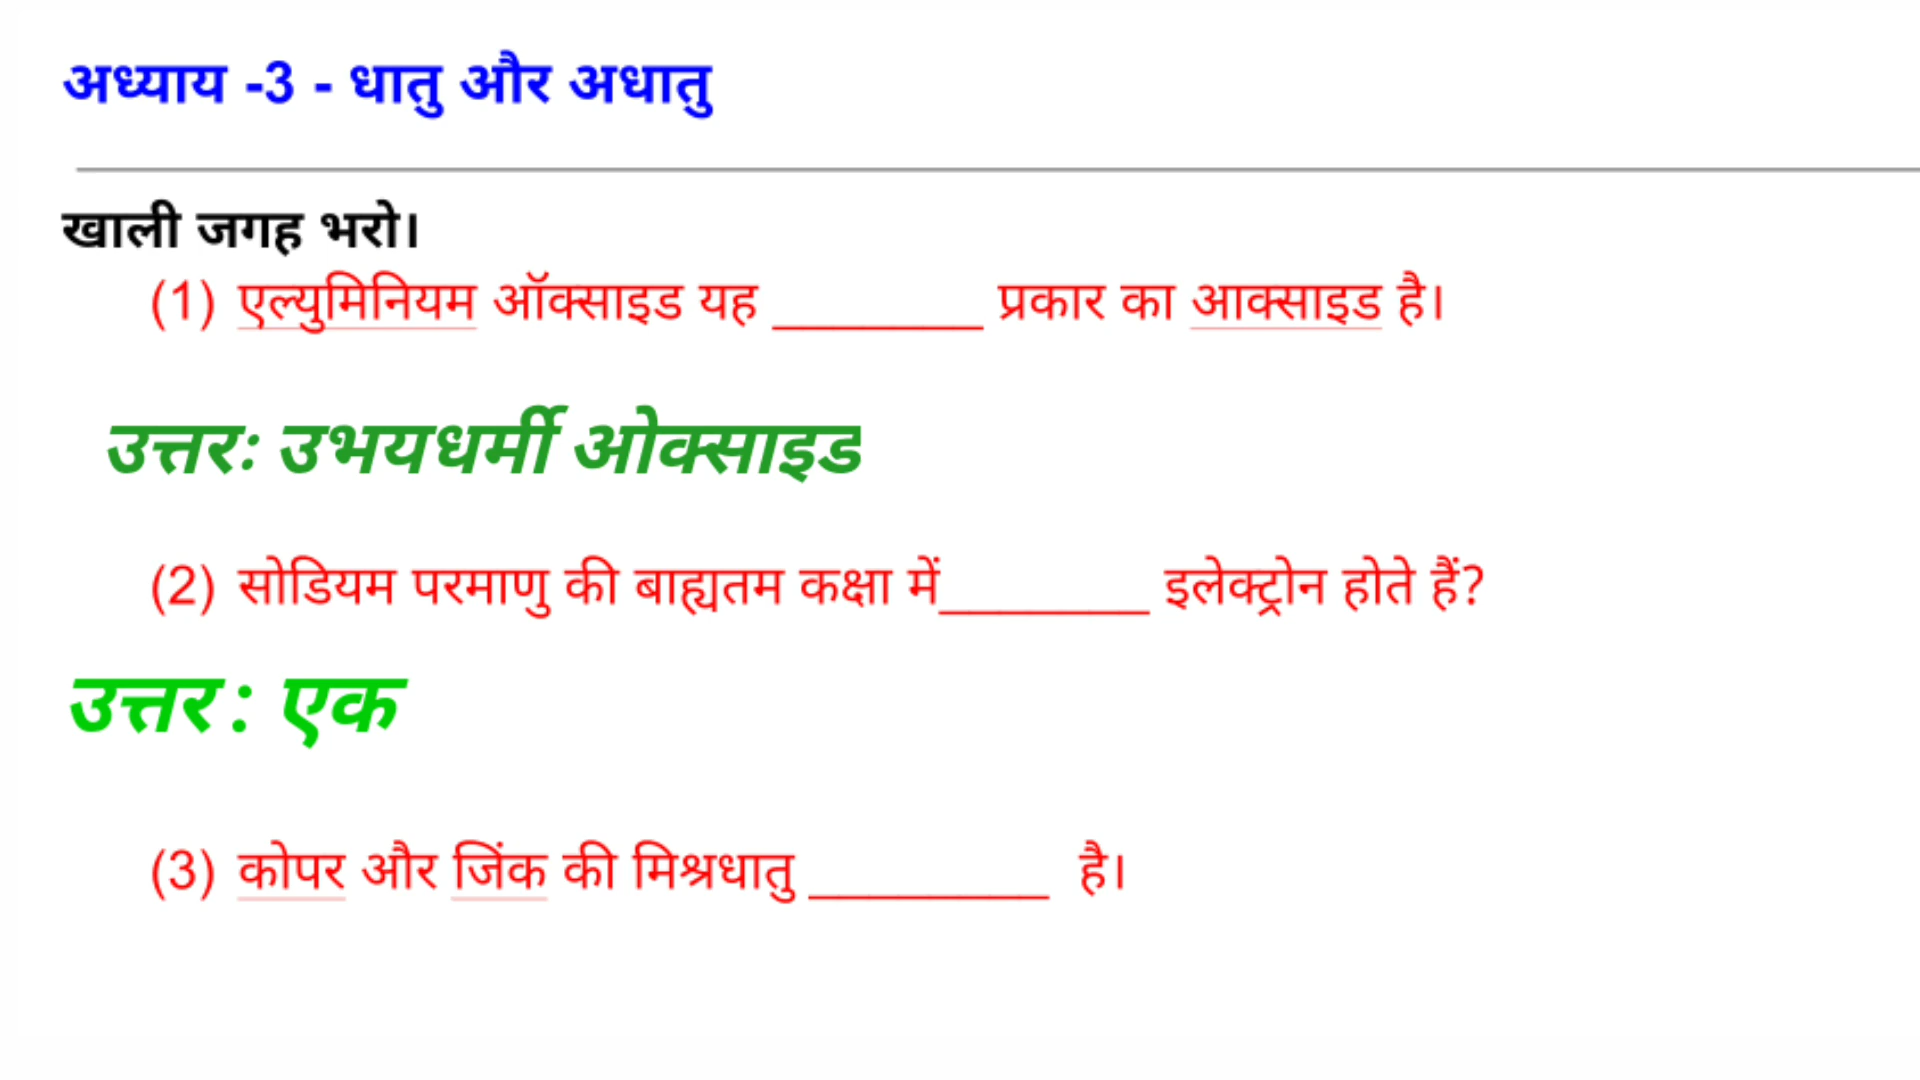 अध्याय -3 - धातु और अधातु
खाली जगह भरो।
(1) एल्युमिनियम ऑक्साइड यह ________ प्रकार का आक्साइड है।
उत्तरः उभयधर्मी ओक्साइड
(2) सोडियम परमाणु की बाह्यतम कक्षा में________ इलेक्ट्रोन होते हैं?
उत्तर : एक
(3) कोपर और जिंक की मिश्रधातु _________ है।